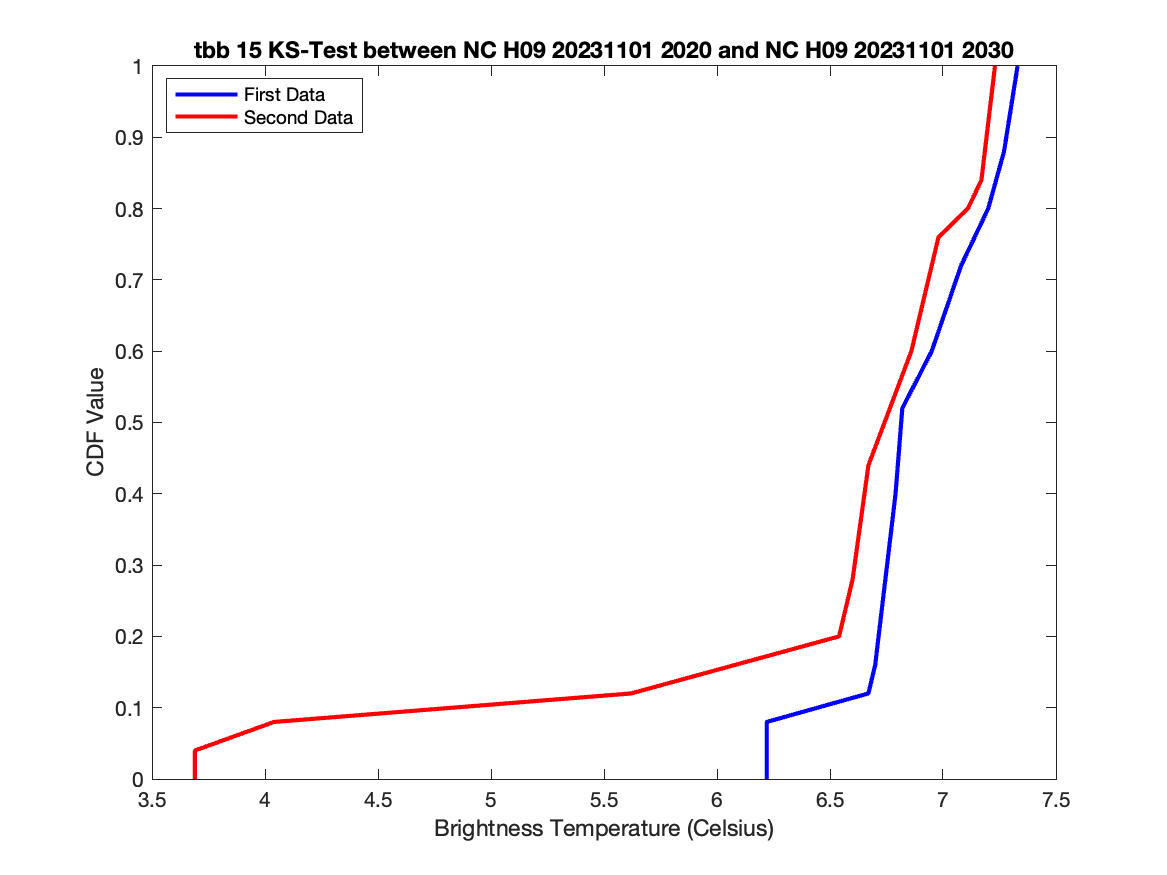 tbb 15 KS-Test between NC H09 20231101 2020 and NC H09 20231101 2030
First Data
Second Data
1
0.9
0.8
0.7
0.6
0.5
0.4
0.3
0.2
0.1
0
CDF Value
3.5 4 4.5 5 5.5 6 6.5 7 7.5
Brightness Temperature (Celsius)